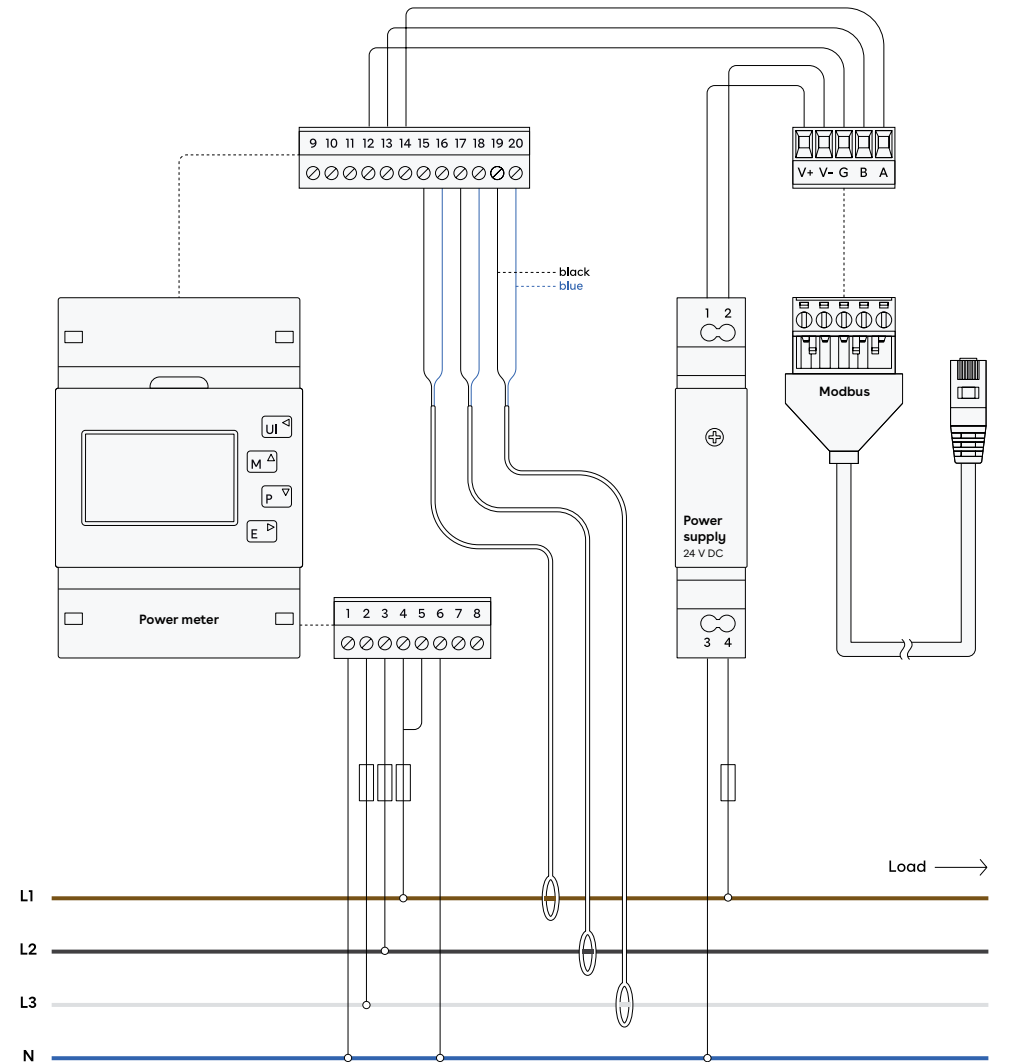 9 10 11 12 13 14 15 16 17 18 19 20
V+ V- G B A
black
blue
1 2
Modbus
UI
M
P
E
Power
supply
24 V DC
Power meter
1 2 3 4 5 6 7 8
3 4
Load
L1
L2
L3
N